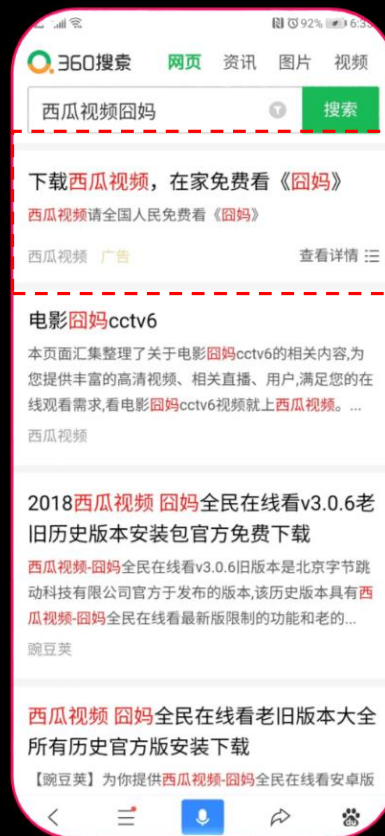 92% 6:3
360搜索 网页 资讯 图片 视频
西瓜视频囧妈 搜索
下载西瓜视频，在家免费看《囧妈》
西瓜视频请全国人民免费看《囧妈》
西瓜视频 广告 查看详情
电影囧妈cctv6
本页面汇集整理了关于电影囧妈cctv6的相关内容,为
您提供丰富的高清视频、相关直播、用户,满足您的在
线观看需求,看电影囧妈cctv6视频就上西瓜视频。...
西瓜视频
2018西瓜视频 囧妈全民在线看v3.0.6老
旧历史版本安装包官方免费下载
西瓜视频-囧妈全民在线看v3.0.6旧版本是北京字节跳
动科技有限公司官方于发布的版本,该历史版本具有西
瓜视频-囧妈全民在线看最新版限制的功能和老的...
豌豆荚
西瓜视频 囧妈全民在线看老旧版本大全
所有历史官方版安装下载
【豌豆荚】为你提供西瓜视频-囧妈全民在线看安卓版